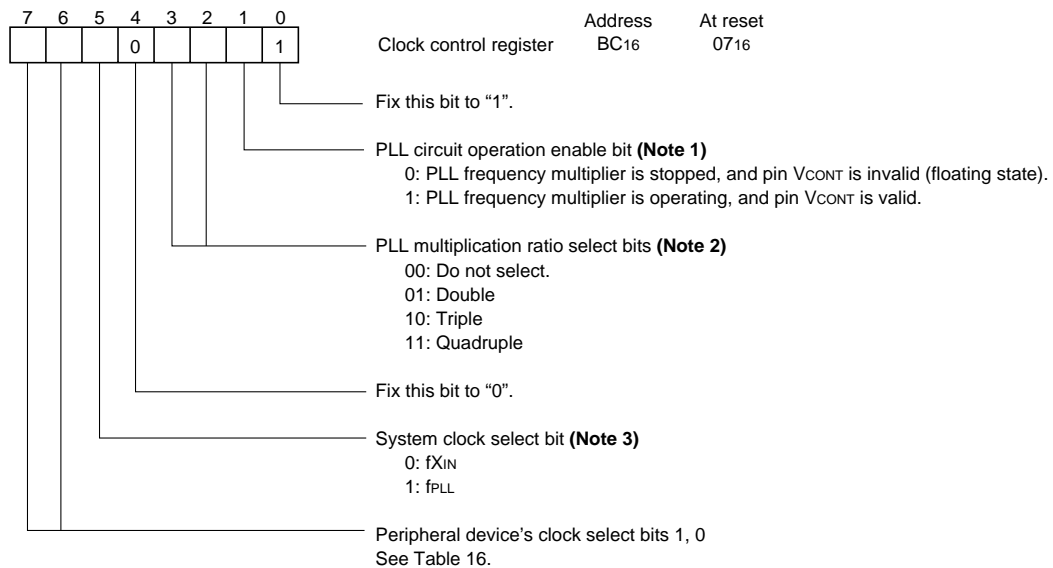 7 6 5 4 3 2 1 0
Address At reset
0 1 Clock control register BC16 0716
Fix this bit to “1”.
PLL circuit operation enable bit (Note 1)
0: PLL frequency multiplier is stopped, and pin VCONT is invalid (floating state).
1: PLL frequency multiplier is operating, and pin VCONT is valid.
PLL multiplication ratio select bits (Note 2)
00: Do not select.
01: Double
10: Triple
11: Quadruple
Fix this bit to “0”.
System clock select bit (Note 3)
0: fXIN
1: fPLL
Peripheral device’s clock select bits 1, 0
See Table 16.